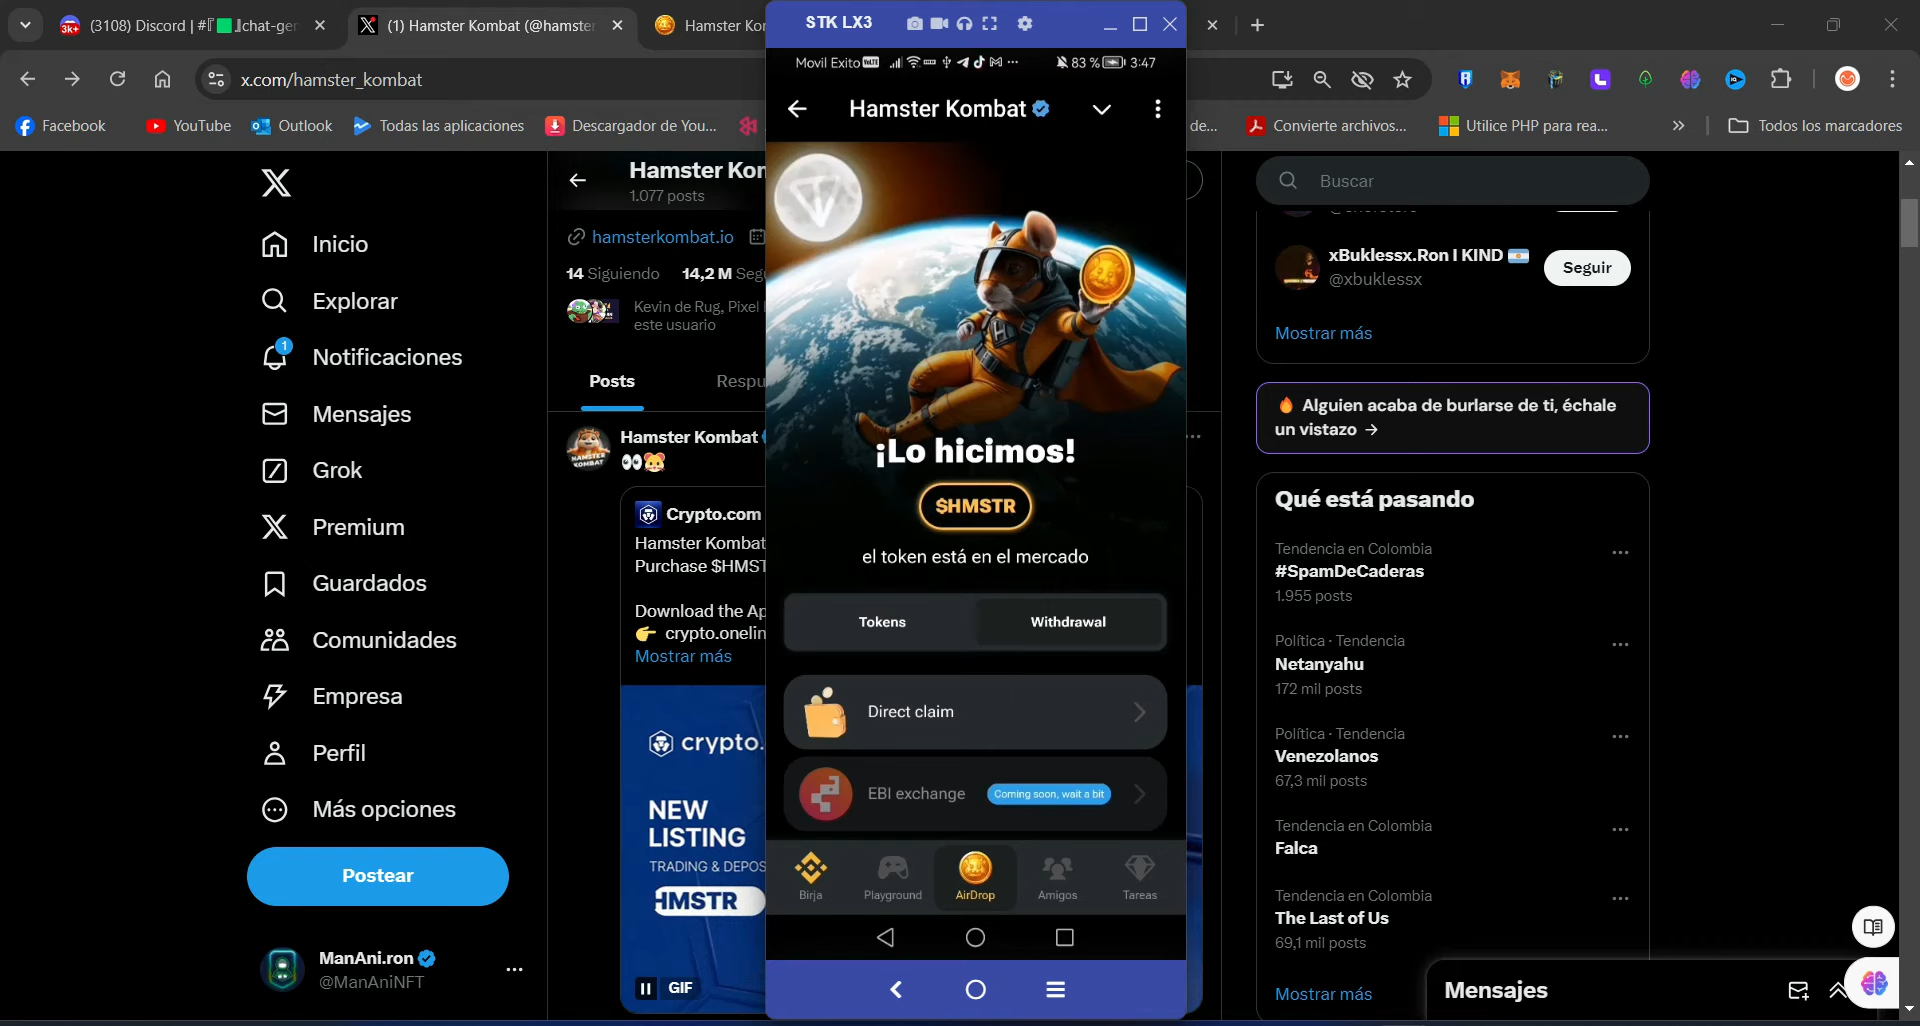 (3108) Discord | #
chat-gen
(1) Hamster Kombat (@hamster
Hamster Kor
STK LX3
x.com/hamster_kombat
Facebook
YouTube
Outlook
Todas las aplicaciones
Descargador de You...
de...
Convierte archivos...
Utilice PHP para rea...
Todos los marcadores
Inicio
Explorar
1
Notificaciones
Mensajes
Grok
Premium
Guardados
Comunidades
Empresa
Perfil
Más opciones
Postear
ManAni.ron
@ManAniNFT
Hamster Kor
1.077 posts
hamsterkombat.io
14 Siguiendo 14,2 M Segu
Kevin de Rug, Pixel
este usuario
Posts
Respu
Hamster Kombat
HAMSTER
KOMBAT
Crypto.com
Hamster Kombat
Purchase $HMST
Download the Ap
crypto.onelin
Mostrar más
crypto.
NEW
LISTING
TRADING & DEPOS
HMSTR
GIF
Movil Exito
83 %
3:47
Hamster Kombat
¡Lo hicimos!
$HMSTR
el token está en el mercado
Tokens
Withdrawal
Direct claim
EBI exchange
Coming soon, wait a bit
Birja
Playground
AirDrop
Amigos
Tareas
Buscar
xBuklessx.Ron I KIND
@xbuklessx
Seguir
Mostrar más
Alguien acaba de burlarse de ti, échale
un vistazo →
Qué está pasando
Tendencia en Colombia
#SpamDeCaderas
1.955 posts
Política · Tendencia
Netanyahu
172 mil posts
Política · Tendencia
Venezolanos
67,3 mil posts
Tendencia en Colombia
Falca
Tendencia en Colombia
The Last of Us
69,1 mil posts
Mostrar más
Mensajes